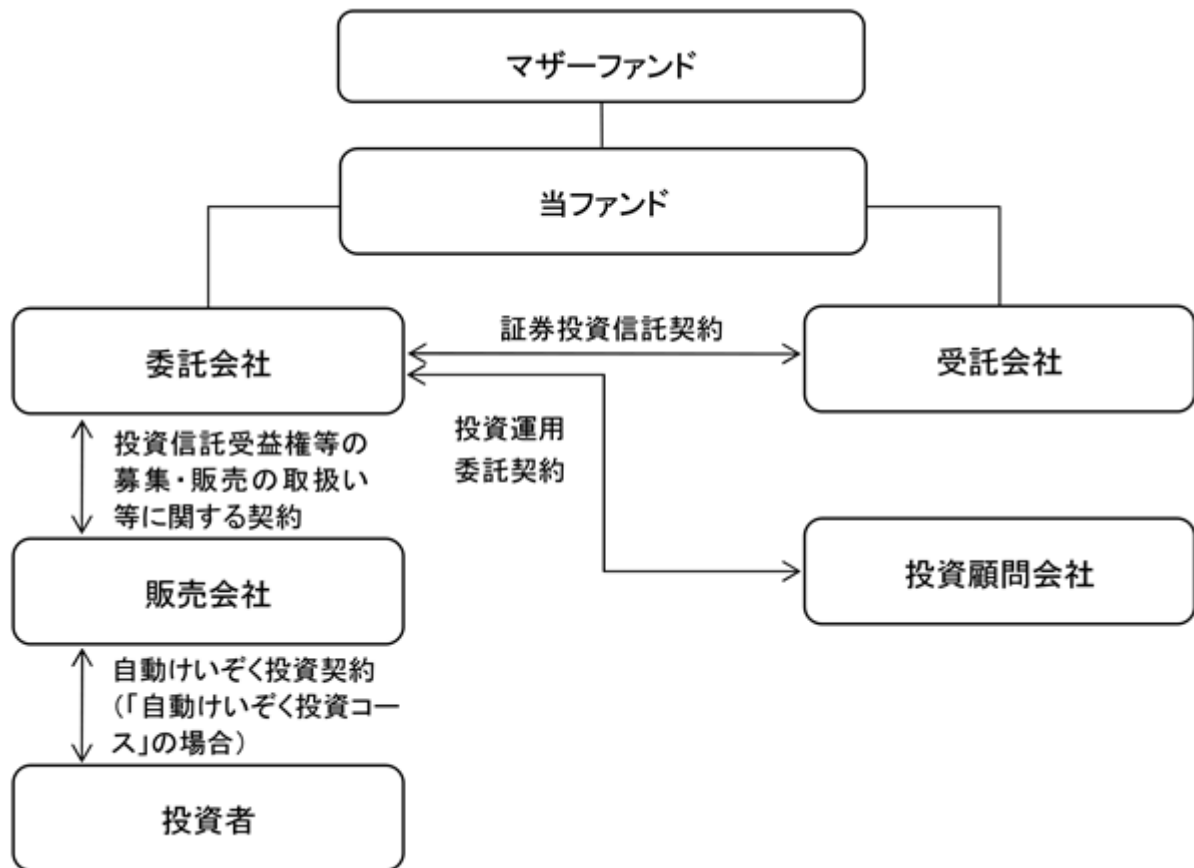 マザーファンド
当ファンド
証券投資信託契約
委託会社
受託会社
投資運用
委託契約
投資信託受益権等の
募集・販売の取扱い
等に関する契約
投資顧問会社
販売会社
自動けいぞく投資契約
(「自動けいぞく投資コー
ス」の場合)
投資者